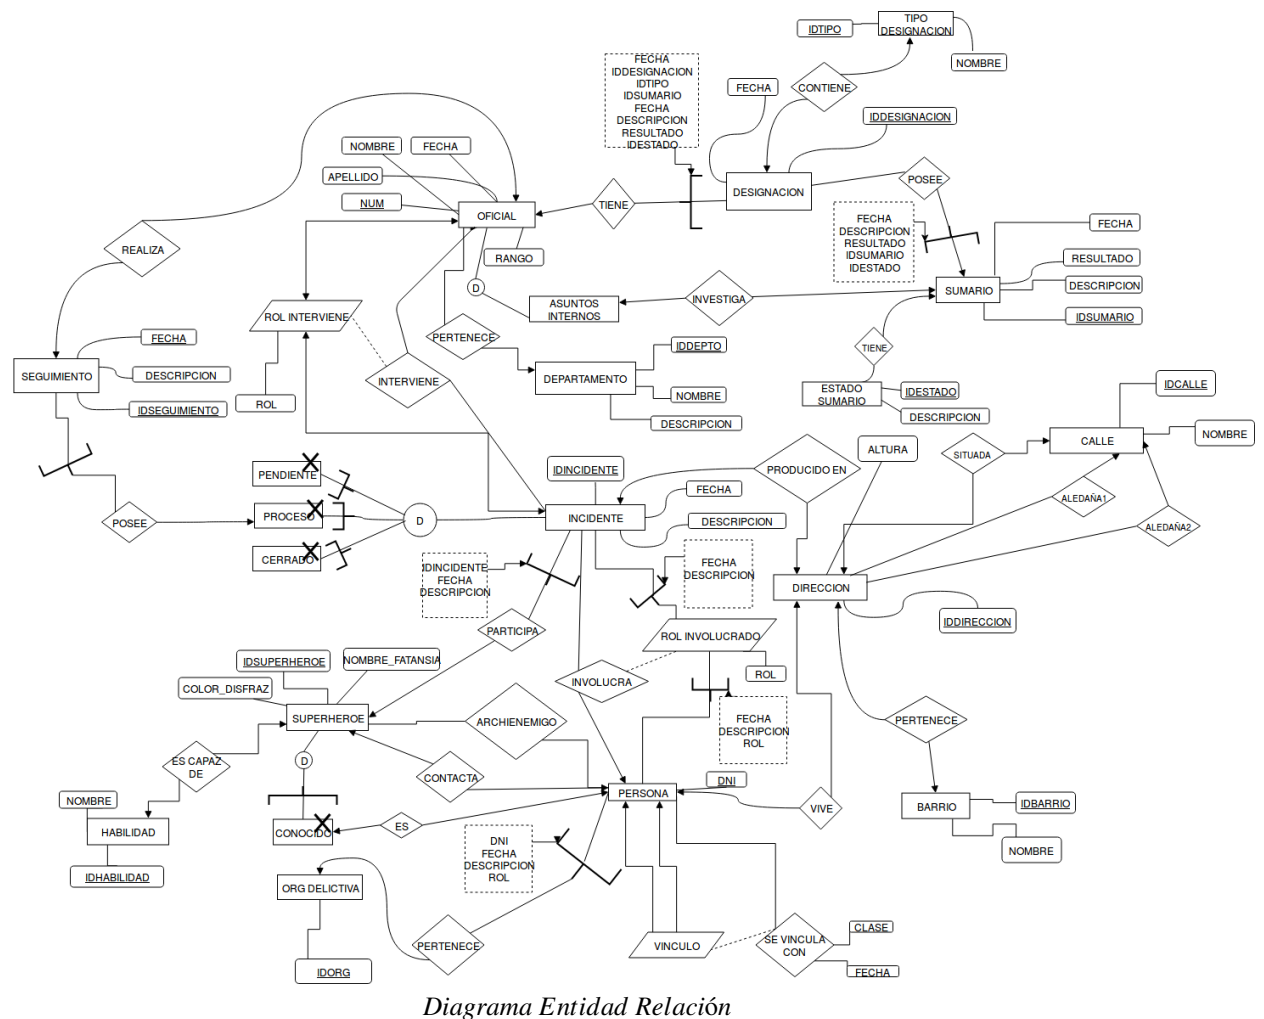 TIPO
DESIGNACION
IDTIPO
NOMBRE
FECHA
IDDESIGNACION
IDTIPO
IDSUMARIO
FECHA
DESCRIPCION
RESULTADO
IDESTADO
FECHA
CONTIENE
IDDESIGNACION
NOMBRE
FECHA
APELLIDO
NUM
OFICIAL
TIENE
DESIGNACION
POSEE
FECHA
DESCRIPCION
RESULTADO
IDSUMARIO
IDESTADO
FECHA
RESULTADO
DESCRIPCION
IDSUMARIO
SUMARIO
REALIZA
RANGO
D
ASUNTOS
INTERNOS
INVESTIGA
ROL INTERVIENE
PERTENECE
TIENE
FECHA
SEGUIMIENTO
DESCRIPCION
IDSEGUIMIENTO
ROL
INTERVIENE
IDDEPTO
DEPARTAMENTO
NOMBRE
DESCRIPCION
ESTADO
SUMARIO
IDESTADO
DESCRIPCION
IDCALLE
CALLE
NOMBRE
ALTURA
SITUADA
PRODUCIDO EN
IDINCIDENTE
PENDIENTE
FECHA
ALEDAÑA1
PROCESO
POSEE
D
INCIDENTE
DESCRIPCION
ALEDAÑA2
CERRADO
IDINCIDENTE
FECHA
DESCRIPCION
FECHA
DESCRIPCION
DIRECCION
IDDIRECCION
PARTICIPA
ROL INVOLUCRADO
IDSUPERHEROE
NOMBRE_FATANSIA
COLOR_DISFRAZ
INVOLUCRA
ROL
SUPERHEROE
ARCHIENEMIGO
FECHA
DESCRIPCION
ROL
PERTENECE
ES CAPAZ
DE
D
CONTACTA
DNI
PERSONA
NOMBRE
HABILIDAD
CONOCIDO
ES
VIVE
BARRIO
IDBARRIO
NOMBRE
DNI
FECHA
DESCRIPCION
ROL
IDHABILIDAD
ORG DELICTIVA
PERTENECE
VINCULO
SE VINCULA
CON
CLASE
FECHA
IDORG
Diagrama Entidad Relación